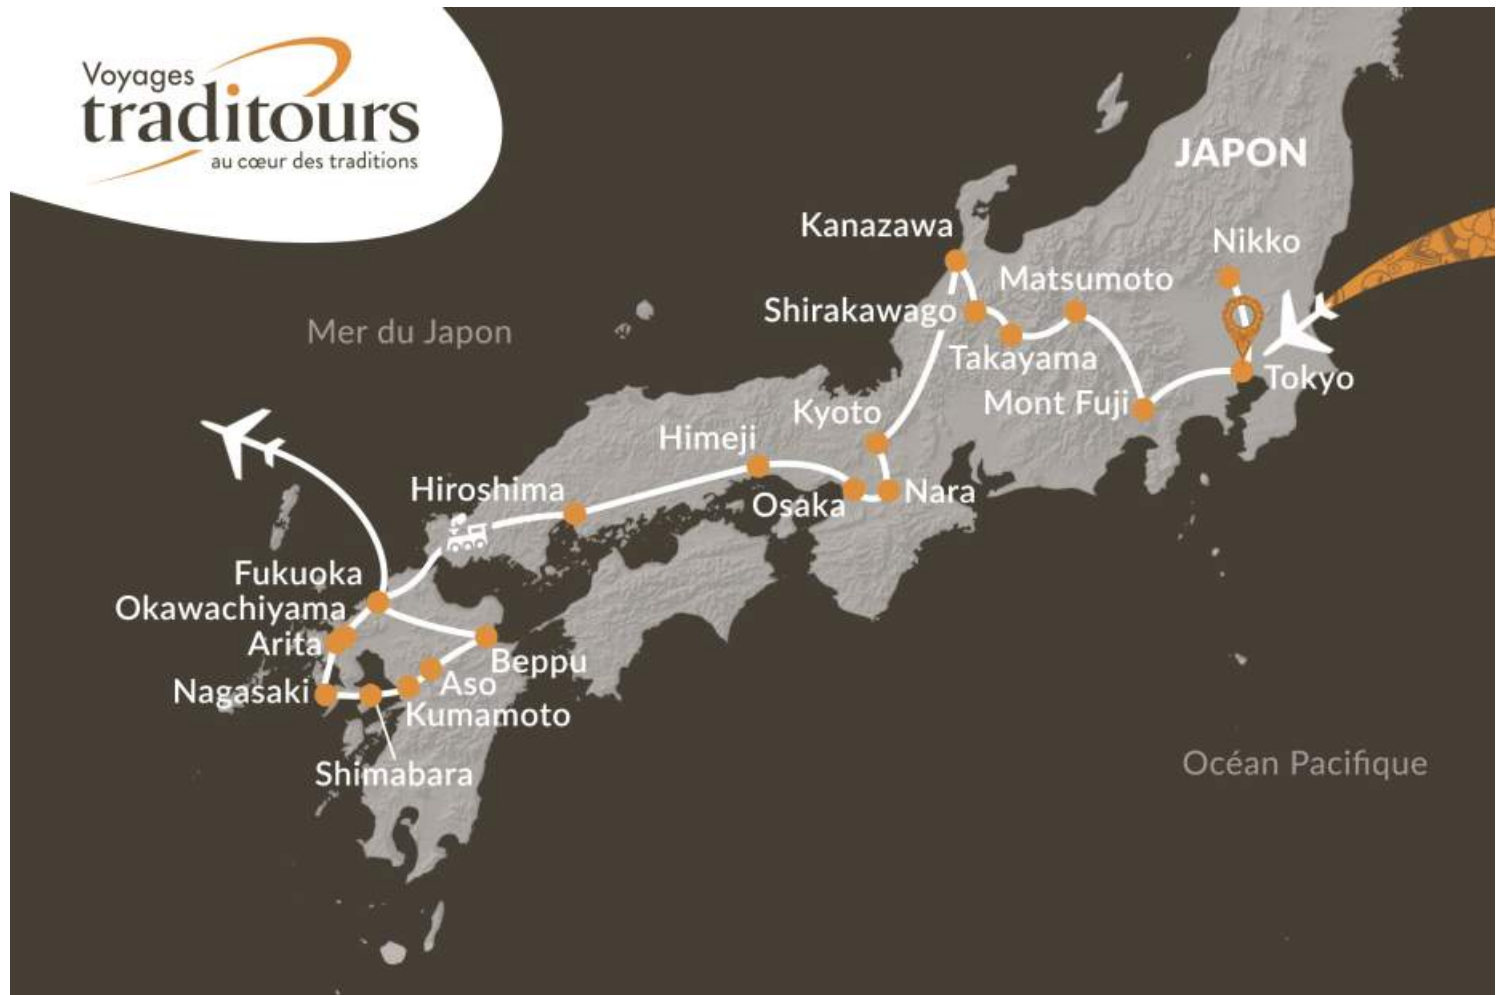 Voyages
traditours
au cœur des traditions
JAPON
Kanazawa
Nikko
Matsumoto
Shirakawago
Mer du Japon
Takayama
Tokyo
Mont Fuji
Kyoto
Himeji
Hiroshima
Osaka
Nara
Fukuoka
Okawachiyama
Arita
Beppu
Aso
Nagasaki
Kumamoto
Shimabara
Océan Pacifique